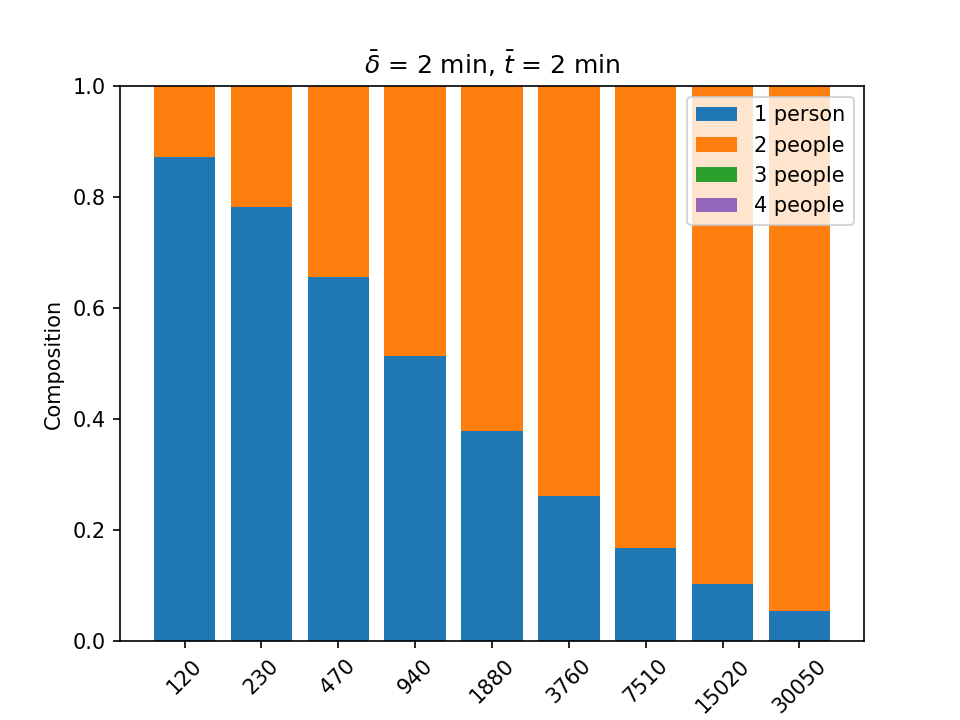 δ̄ = 2 min, t̄ = 2 min
1.0
0.8
0.6
0.4
0.2
0.0
Composition
1 person
2 people
3 people
4 people
120
230
470
940
1880
3760
7510
15020
30050